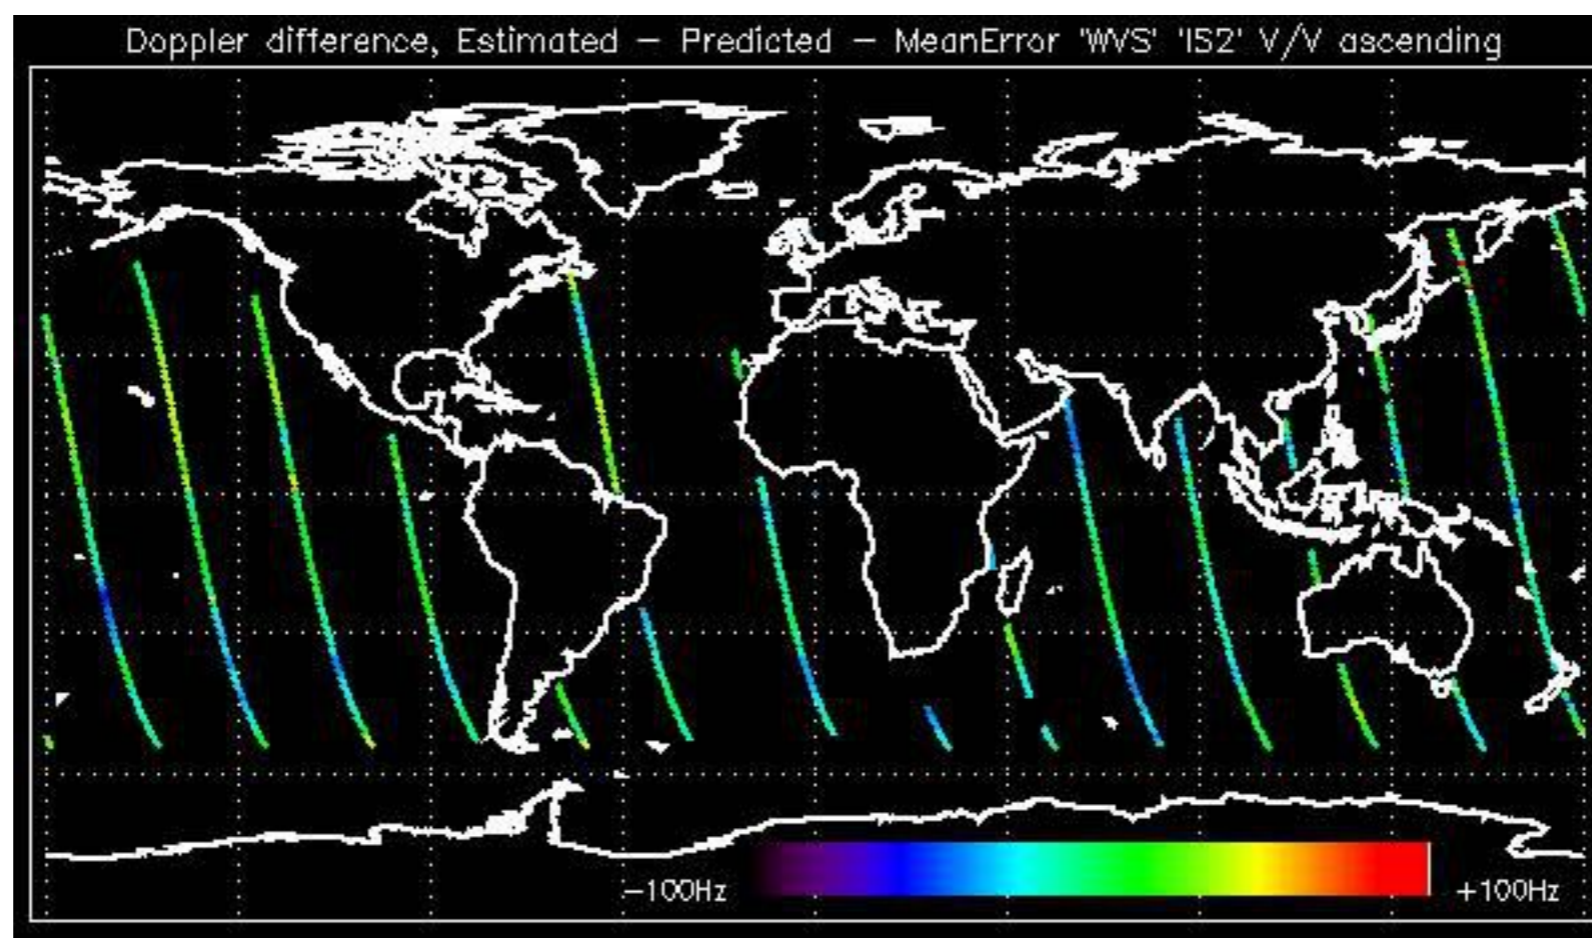 Doppler difference, Estimated – Predicted – MeanError 'WVS' 'IS2' V/V ascending
–100Hz
+100Hz